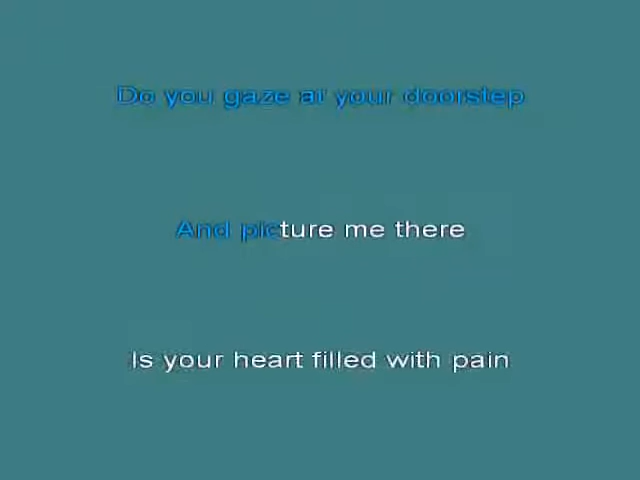 Do you gaze at your doorstep
And picture me there
Is your heart filled with pain